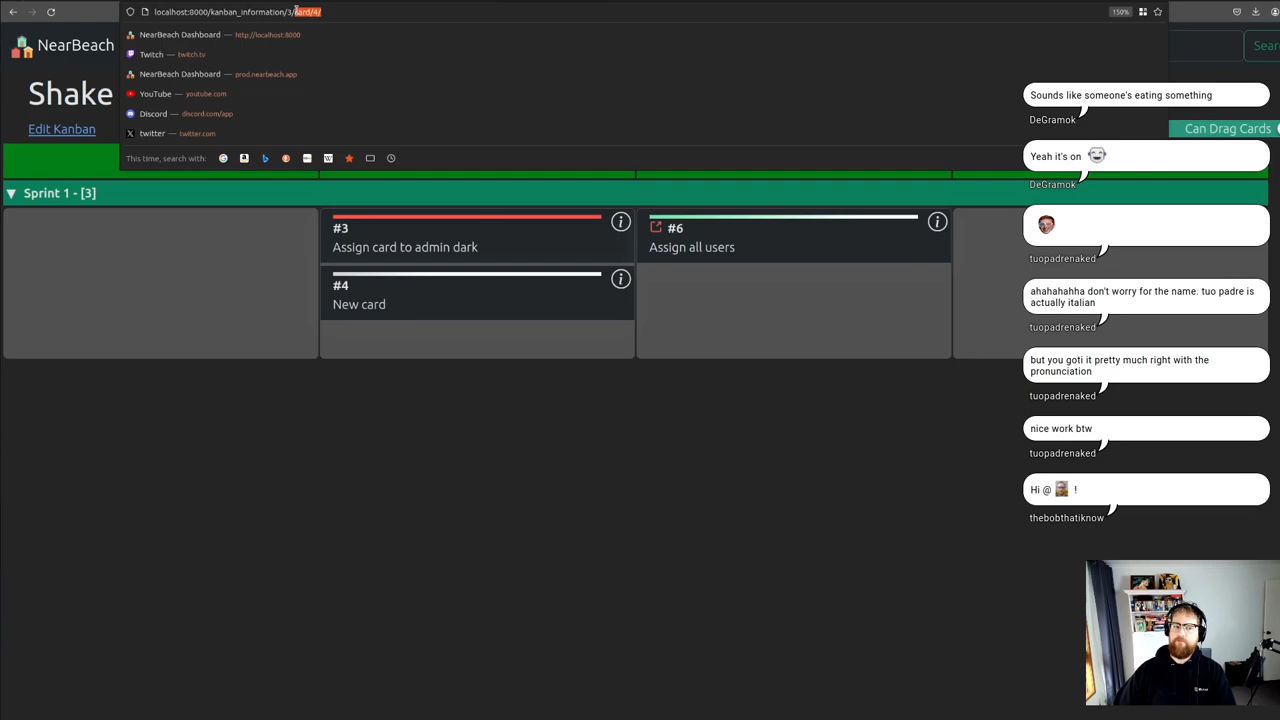 localhost:8000/kanban_information/3/card/4/
150%
NearBeach Dashboard — http://localhost:8000
Twitch — twitch.tv
NearBeach Dashboard — prod.nearbeach.app
YouTube — youtube.com
Discord — discord.com/app
twitter — twitter.com
This time, search with:
NearBeach
Sear
Shake
Edit Kanban
Can Drag Cards
Sprint 1 - [3]
#3
Assign card to admin dark
#4
New card
#6
Assign all users
Sounds like someone's eating something
DeGramok
Yeah it's on
DeGramok
tuopadrenaked
ahahahahha don't worry for the name. tuo padre is
actually italian
tuopadrenaked
but you goti it pretty much right with the
pronunciation
tuopadrenaked
nice work btw
tuopadrenaked
Hi @ !
thebobthatiknow